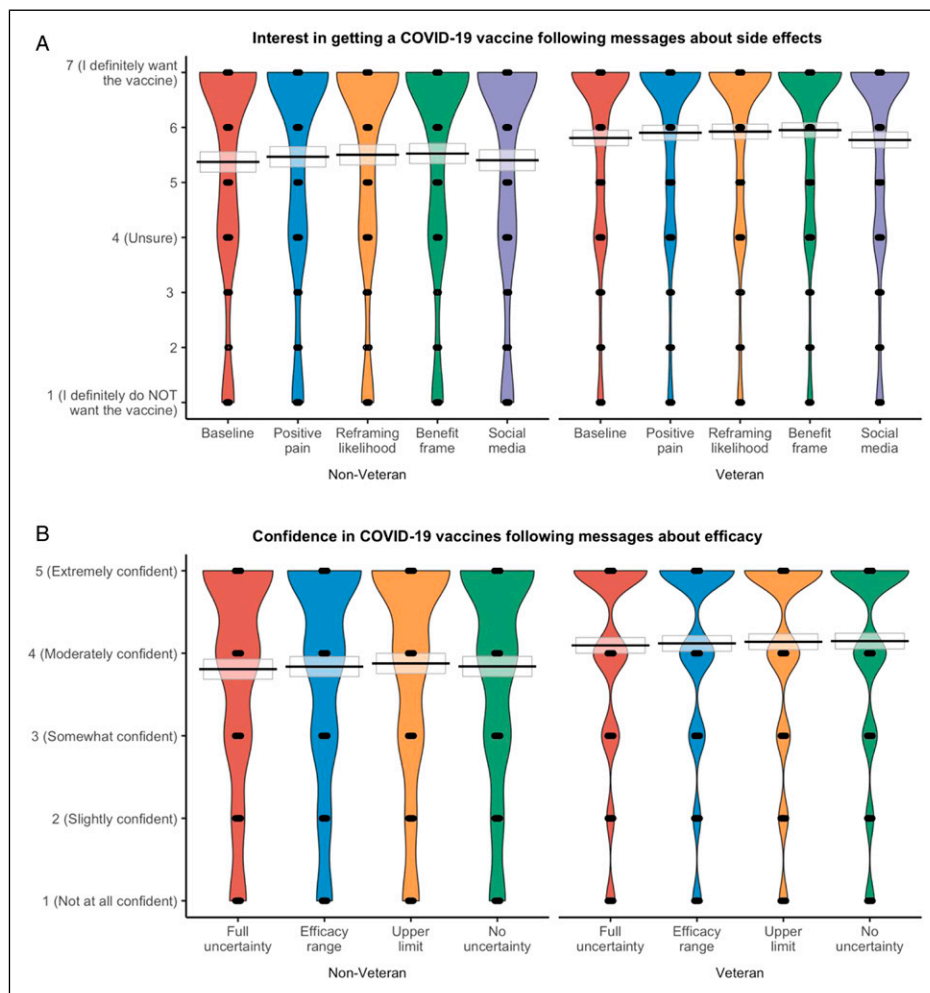 A
Interest in getting a COVID-19 vaccine following messages about side effects
7 (I definitely want
the vaccine)
6
5
4 (Unsure)
3
2
1 (I definitely do NOT
want the vaccine)
Baseline
Positive
pain
Reframing
likelihood
Benefit
frame
Social
media
Baseline
Positive
pain
Reframing
likelihood
Benefit
frame
Social
media
Non-Veteran
Veteran
B
Confidence in COVID-19 vaccines following messages about efficacy
5 (Extremely confident)
4 (Moderately confident)
3 (Somewhat confident)
2 (Slightly confident)
1 (Not at all confident)
Full
uncertainty
Efficacy
range
Upper
limit
No
uncertainty
Full
uncertainty
Efficacy
range
Upper
limit
No
uncertainty
Non-Veteran
Veteran